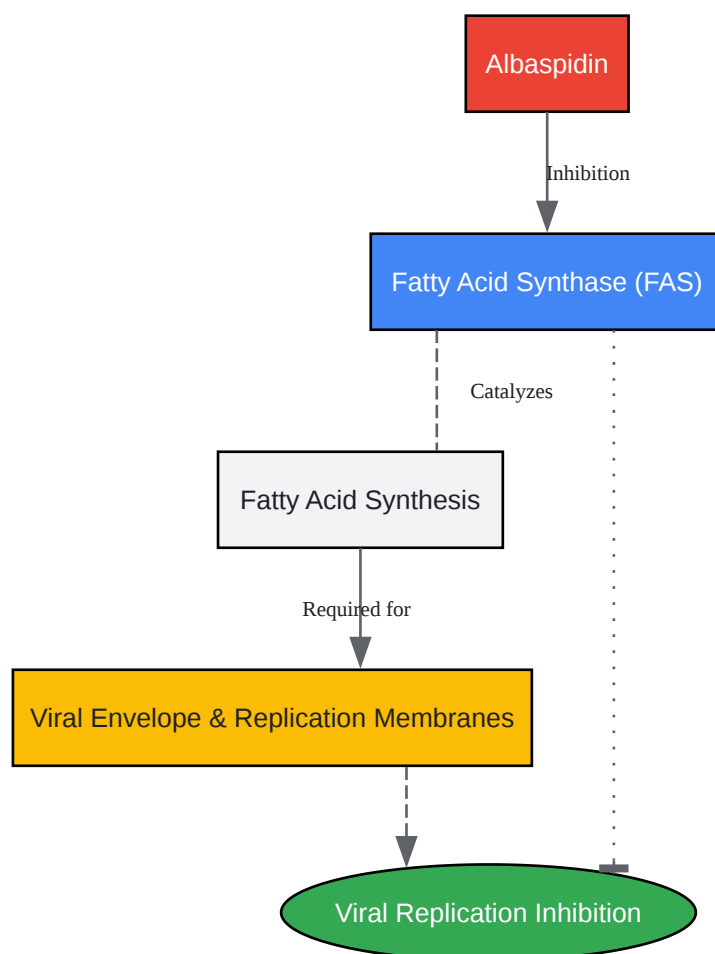 Albaspidin
Inhibition
Fatty Acid Synthase (FAS)
Catalyzes
Fatty Acid Synthesis
Required for
Viral Envelope & Replication Membranes
Viral Replication Inhibition